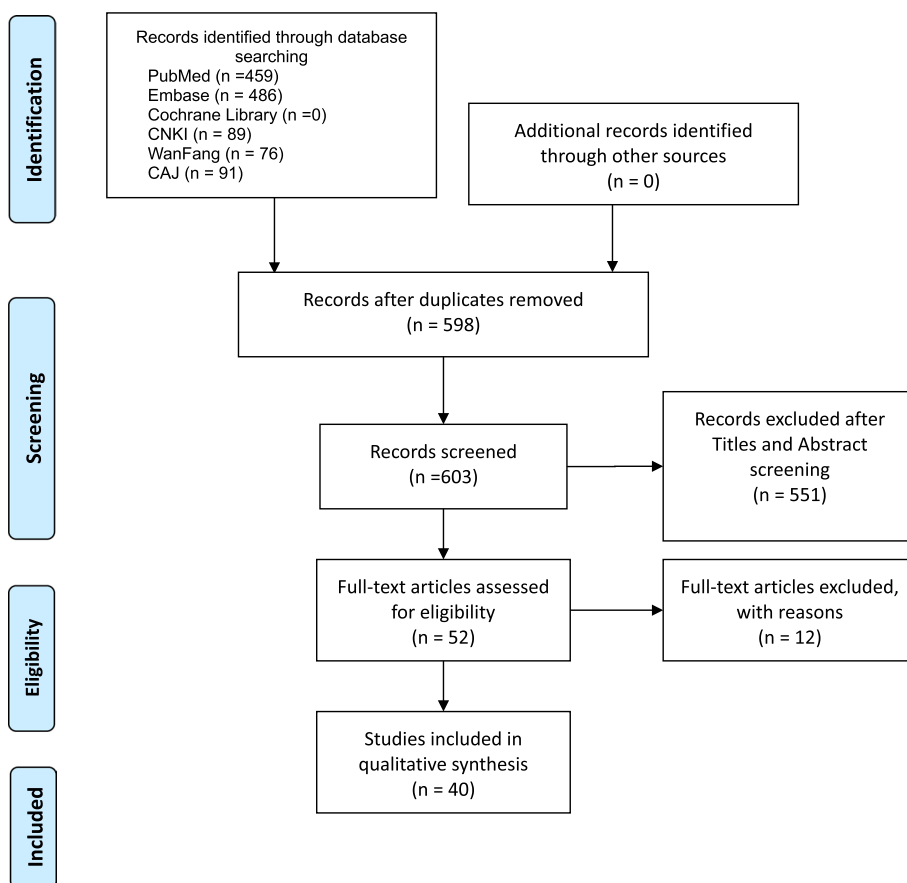 Identification
Records identified through database
searching
PubMed (n =459)
Embase (n = 486)
Cochrane Library (n =0)
CNKI (n = 89)
WanFang (n = 76)
CAJ (n = 91)
Additional records identified
through other sources
(n = 0)
Screening
Records after duplicates removed
(n = 598)
Records screened
(n =603)
Records excluded after
Titles and Abstract
screening
(n = 551)
Eligibility
Full-text articles assessed
for eligibility
(n = 52)
Full-text articles excluded,
with reasons
(n = 12)
Included
Studies included in
qualitative synthesis
(n = 40)